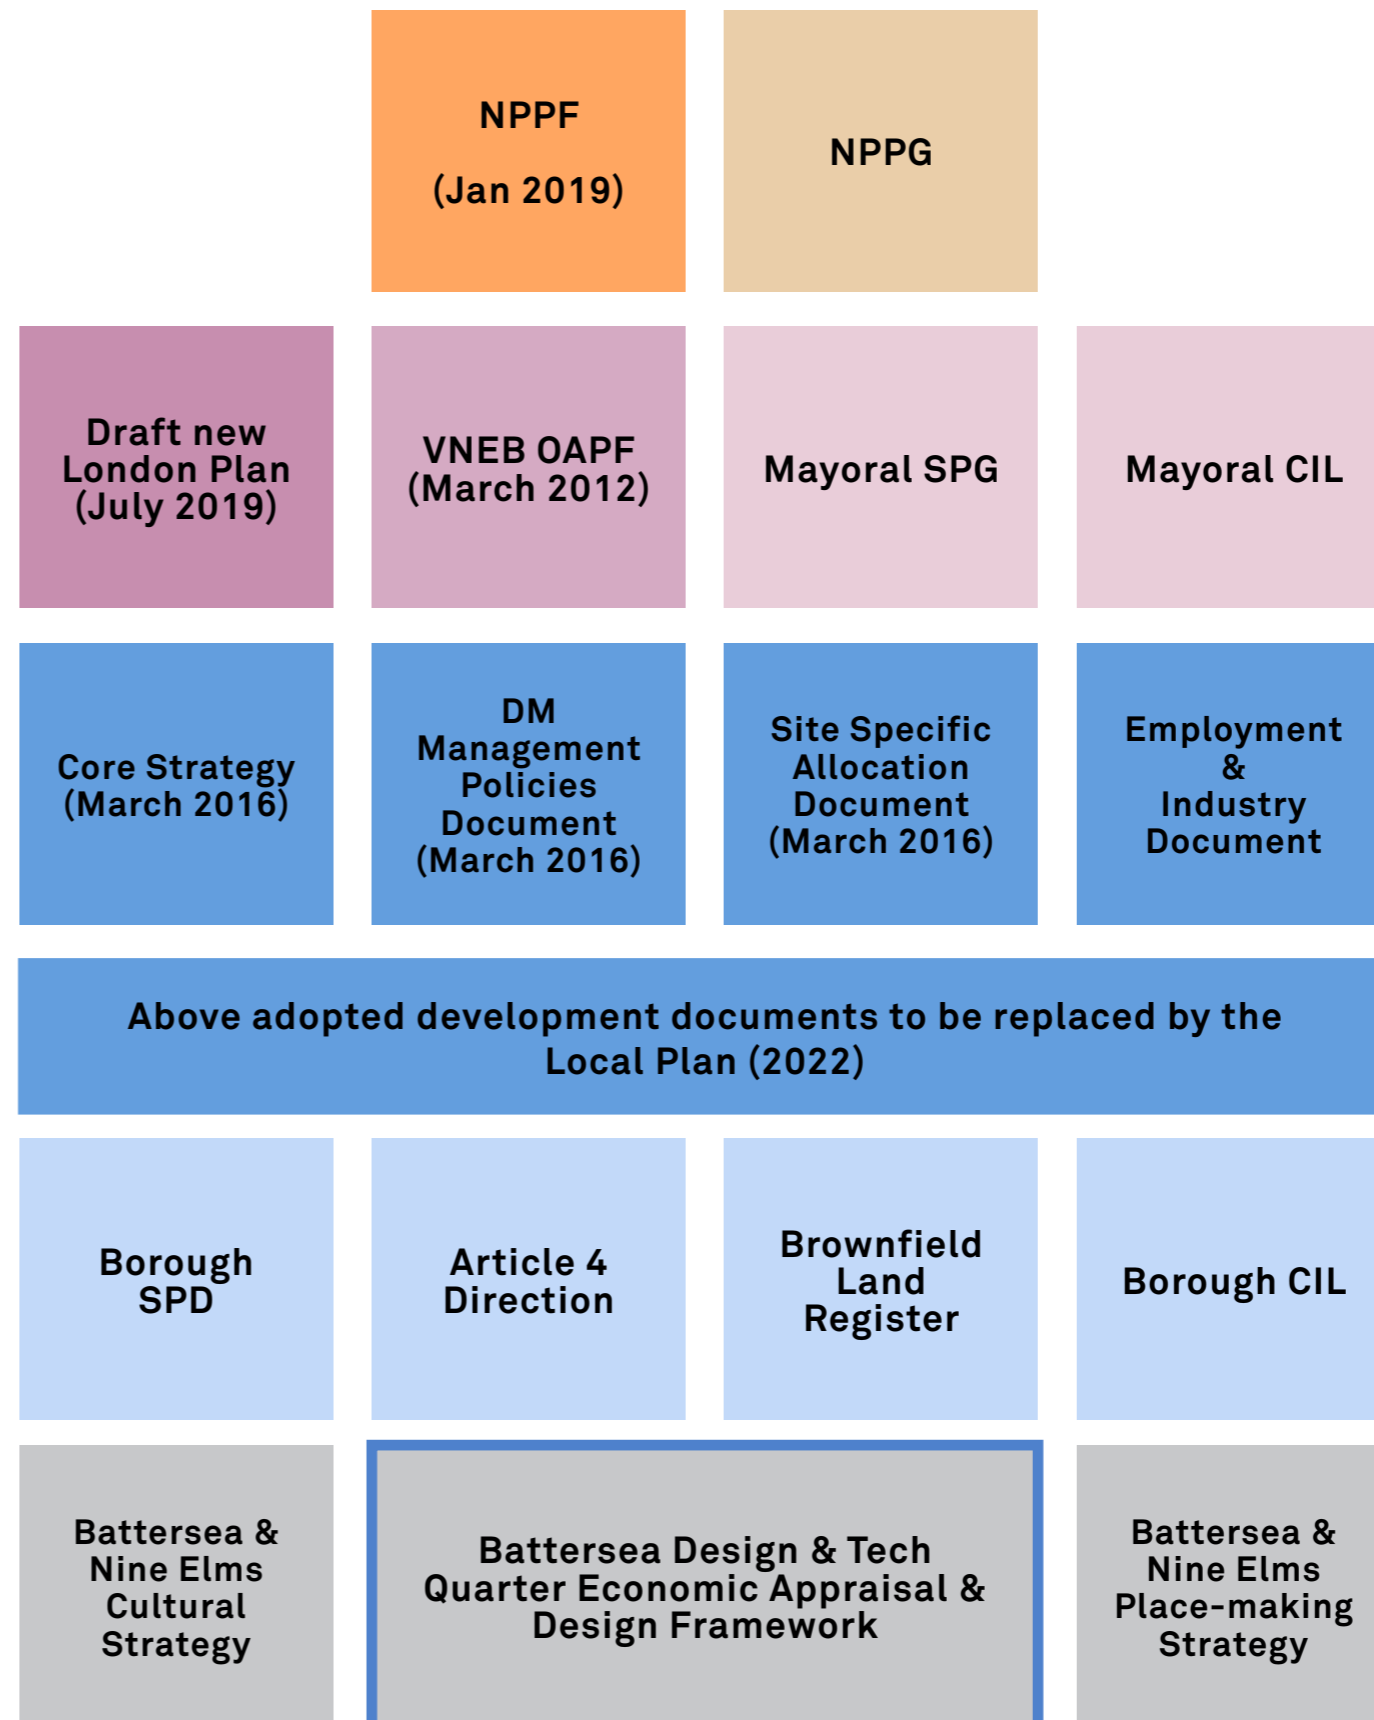 NPPF
(Jan 2019)
NPPG
Draft new
London Plan
(July 2019)
VNEB OAPF
(March 2012)
Mayoral SPG
Mayoral CIL
Core Strategy
(March 2016)
DM
Management
Policies
Document
(March 2016)
Site Specific
Allocation
Document
(March 2016)
Employment
&
Industry
Document
Above adopted development documents to be replaced by the
Local Plan (2022)
Borough
SPD
Article 4
Direction
Brownfield
Land
Register
Borough CIL
Battersea &
Nine Elms
Cultural
Strategy
Battersea Design & Tech
Quarter Economic Appraisal &
Design Framework
Battersea &
Nine Elms
Place-making
Strategy